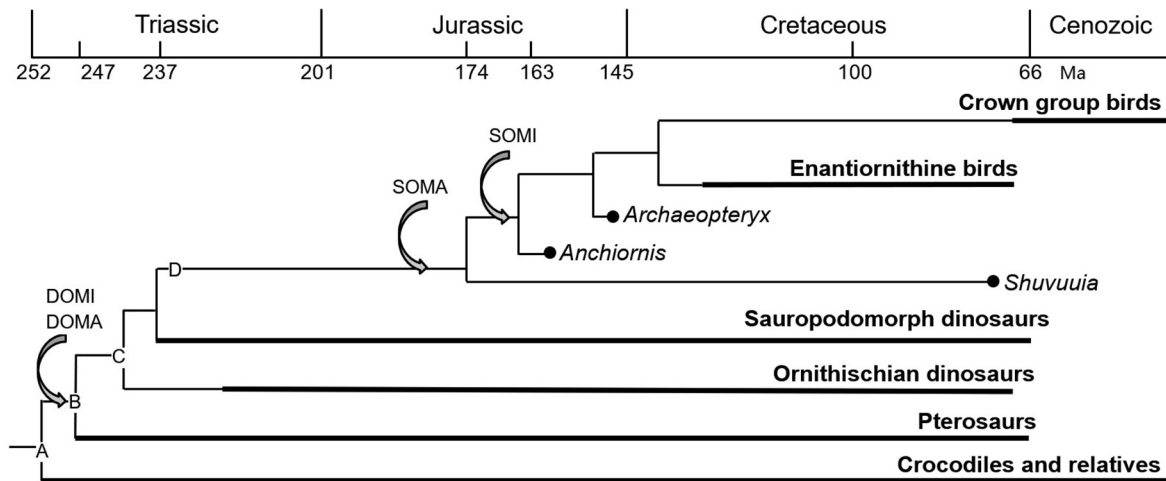 Triassic Jurassic Cretaceous Cenozoic
252 247 237 201 174 163 145 100 66 Ma
Crown group birds
SOMI
Enantiornithine birds
SOMA
Archaeopteryx
Anchiornis
D
Shuvuuia
DOMI
DOMA
Sauropodomorph dinosaurs
C
Ornithischian dinosaurs
B
Pterosaurs
A
Crocodiles and relatives